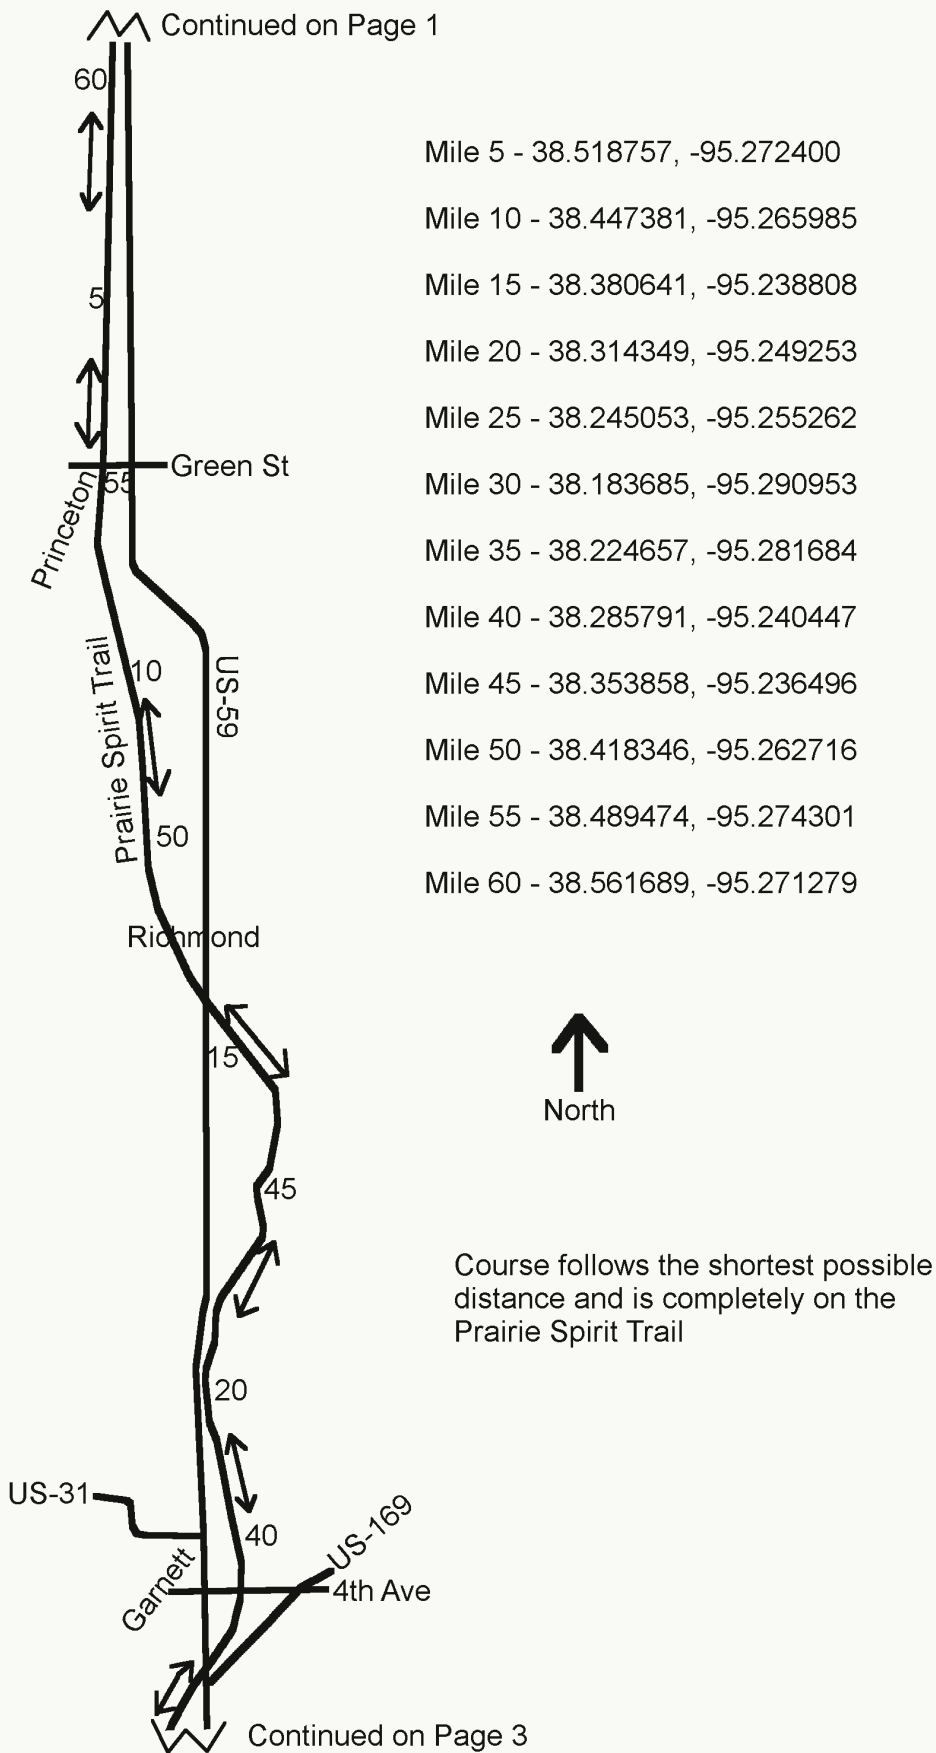 Continued on Page 1
60
Mile 5 - 38.518757, -95.272400
Mile 10 - 38.447381, -95.265985
Mile 15 - 38.380641, -95.238808
Mile 20 - 38.314349, -95.249253
Mile 25 - 38.245053, -95.255262
Mile 30 - 38.183685, -95.290953
Mile 35 - 38.224657, -95.281684
Mile 40 - 38.285791, -95.240447
Mile 45 - 38.353858, -95.236496
Mile 50 - 38.418346, -95.262716
Mile 55 - 38.489474, -95.274301
Mile 60 - 38.561689, -95.271279
5
Green St
55
Princeton
10
US-59
Prairie Spirit Trail
50
Richmond
15
North
45
Course follows the shortest possible
distance and is completely on the
Prairie Spirit Trail
20
US-31
40
US-169
Garnett
4th Ave
Continued on Page 3